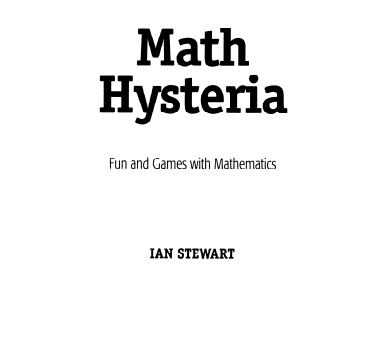 Math
Hysteria
Fun and Games with Mathematics
IAN STEWART